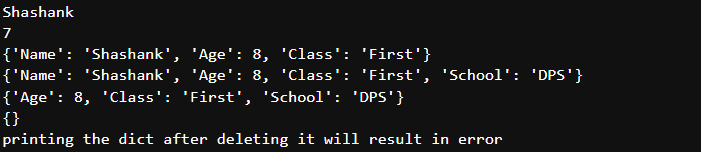 Shashank
7
{'Name': 'Shashank', 'Age': 8, 'Class': 'First'}
{'Name': 'Shashank', 'Age': 8, 'Class': 'First', 'School': 'DPS'}
{'Age': 8, 'Class': 'First', 'School': 'DPS'}
{}
printing the dict after deleting it will result in error